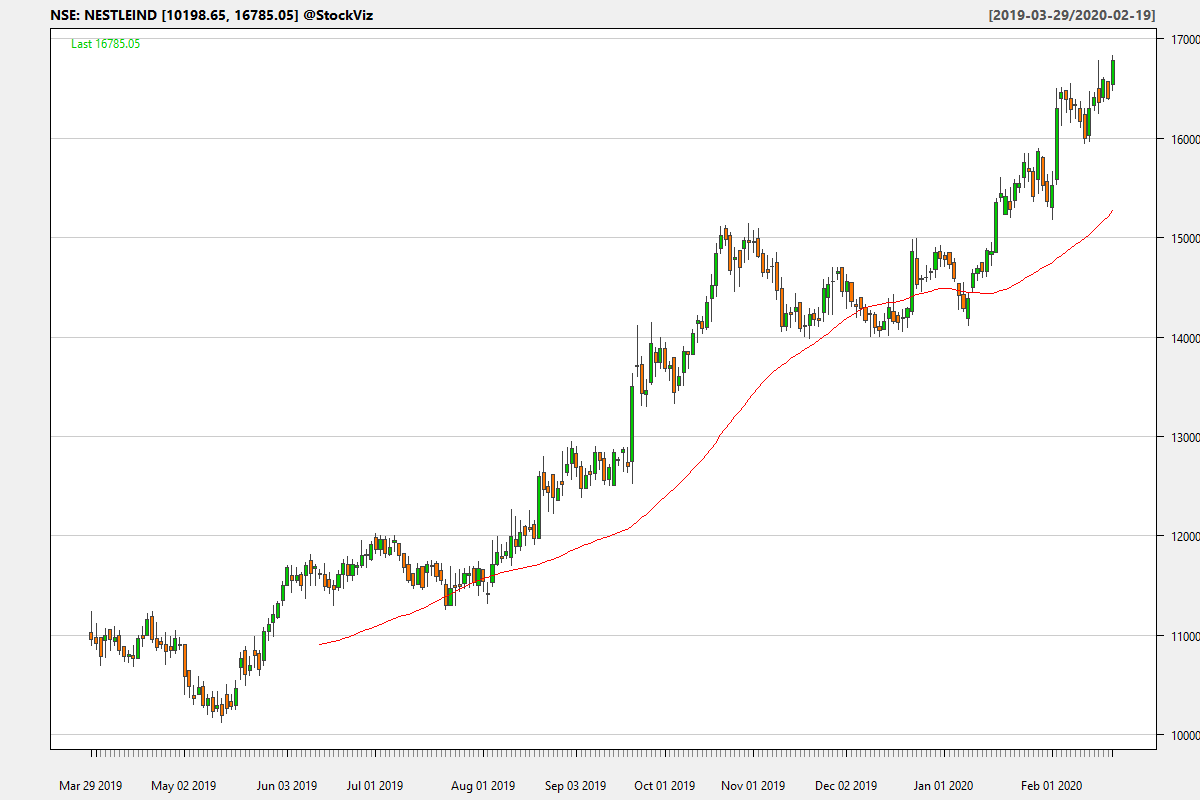 NSE: NESTLEIND [10198.65, 16785.05] @StockViz [2019-03-29/2020-02-19]
Last 16785.05
17000
16000
15000
14000
13000
12000
11000
10000
Mar 29 2019 May 02 2019 Jun 03 2019 Jul 01 2019 Aug 01 2019 Sep 03 2019 Oct 01 2019 Nov 01 2019 Dec 02 2019 Jan 01 2020 Feb 01 2020